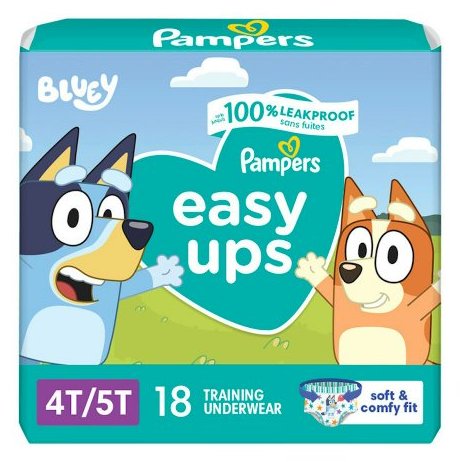 Pampers
BLUEY
100% LEAKPROOF
sans fuites
Pampers
easy
ups
4T/5T
18
TRAINING
UNDERWEAR
soft &
comfy fit